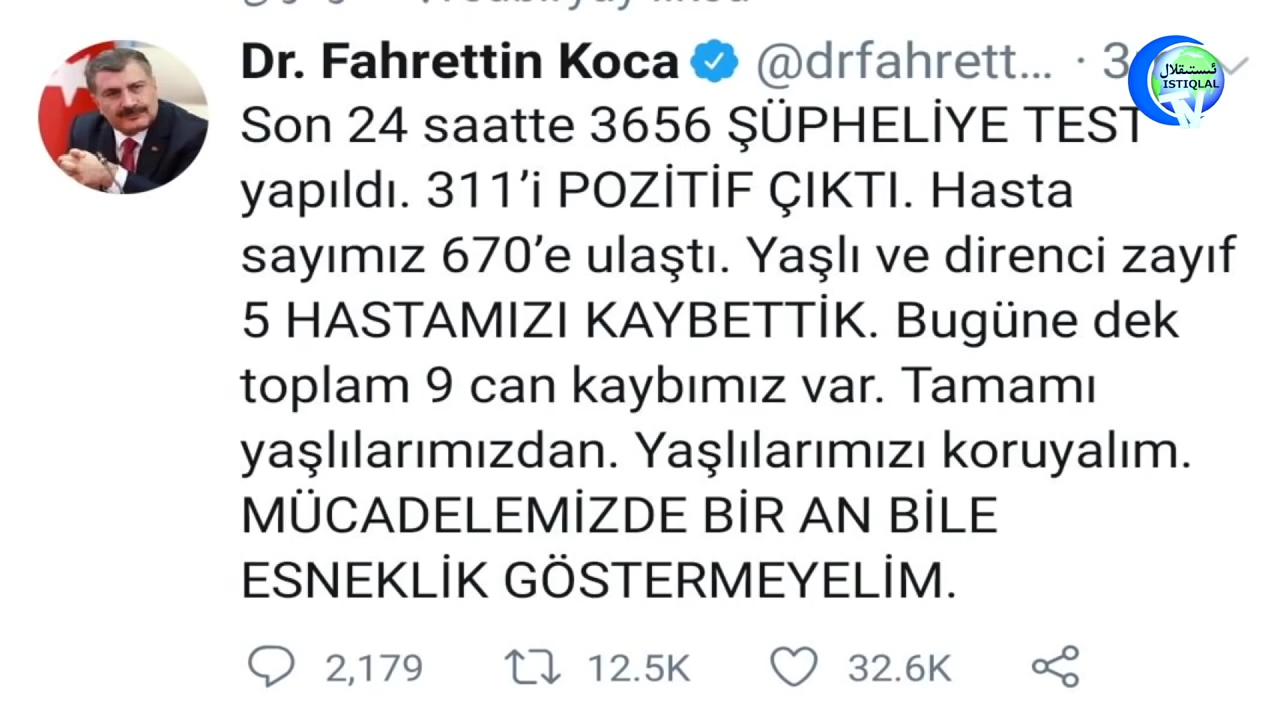 Dr. Fahrettin Koca @drfahrett... ·
ئىستىقلال
ISTIQLAL
TV
Son 24 saatte 3656 ŞÜPHELİYE TEST
yapıldı. 311’i POZİTİF ÇIKTI. Hasta
sayımız 670’e ulaştı. Yaşlı ve direnci zayıf
5 HASTAMIZI KAYBETTİK. Bugüne dek
toplam 9 can kaybımız var. Tamamı
yaşlılarımızdan. Yaşlılarımızı koruyalım.
MÜCADELEMİZDE BİR AN BİLE
ESNEKLİK GÖSTERMEYELİM.
2,179 12.5K 32.6K